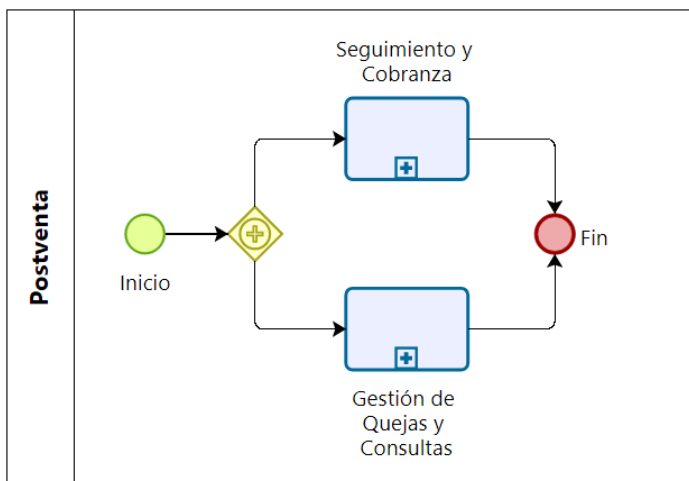 Postventa
Seguimiento y
Cobranza
Inicio
Fin
Gestión de
Quejas y
Consultas